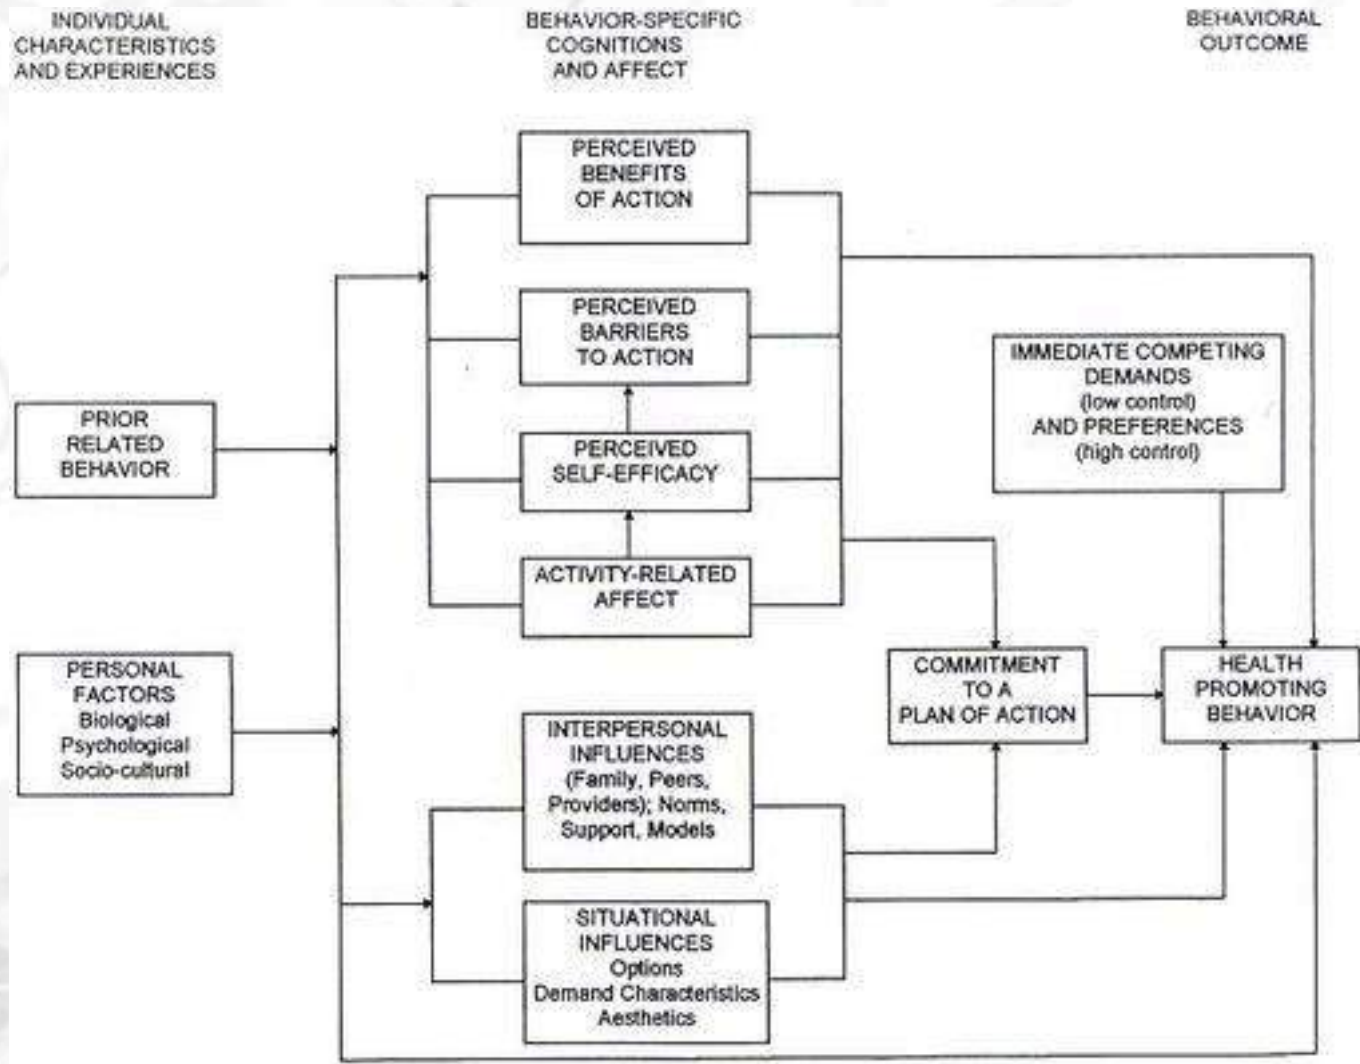 INDIVIDUAL
CHARACTERISTICS
AND EXPERIENCES
BEHAVIOR-SPECIFIC
COGNITIONS
AND AFFECT
BEHAVIORAL
OUTCOME
PERCEIVED
BENEFITS
OF ACTION
PERCEIVED
BARRIERS
TO ACTION
IMMEDIATE COMPETING
DEMANDS
(low control)
AND PREFERENCES
(high control)
PRIOR
RELATED
BEHAVIOR
PERCEIVED
SELF-EFFICACY
ACTIVITY-RELATED
AFFECT
PERSONAL
FACTORS
Biological
Psychological
Socio-cultural
COMMITMENT
TO A
PLAN OF ACTION
HEALTH
PROMOTING
BEHAVIOR
INTERPERSONAL
INFLUENCES
(Family, Peers,
Providers); Norms,
Support, Models
SITUATIONAL
INFLUENCES
Options
Demand Characteristics
Aesthetics